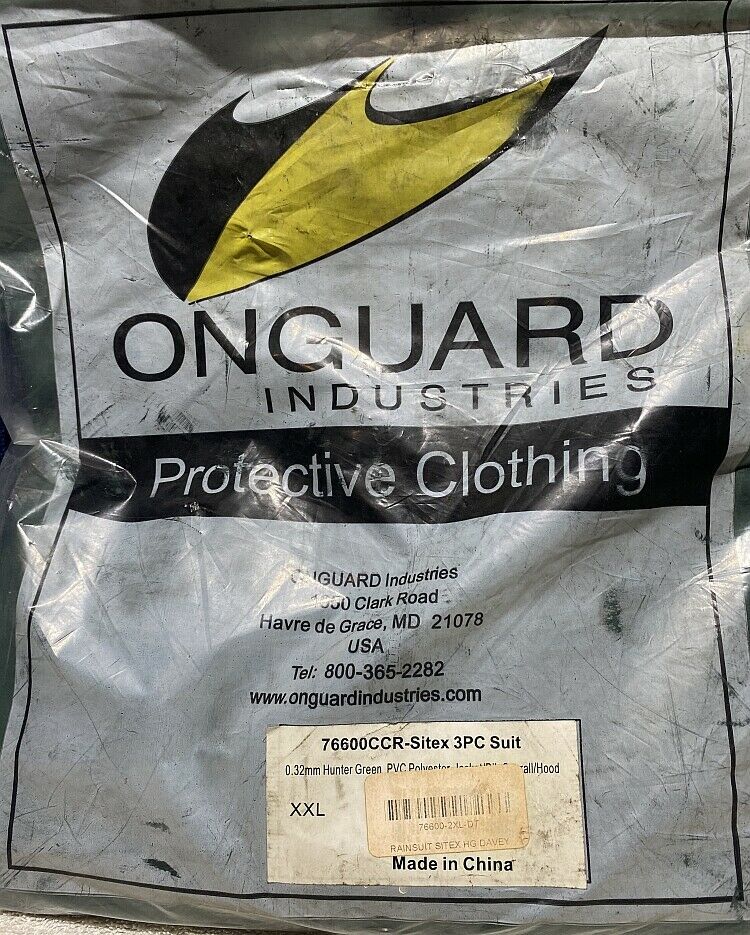 ONGUARD
INDUSTRIES
Protective Clothing
ONGUARD Industries
Clark Road
Havre de Grace, MD 21078
USA
Tel: 800-365-2282
www.onguardindustries.com
76600CCR-Sitex 3PC Suit
0.32mm Hunter Green PVC Polyester
XXL
76600-2XL-DT
RAINSUIT SITEX HG DAVEY
Made in China